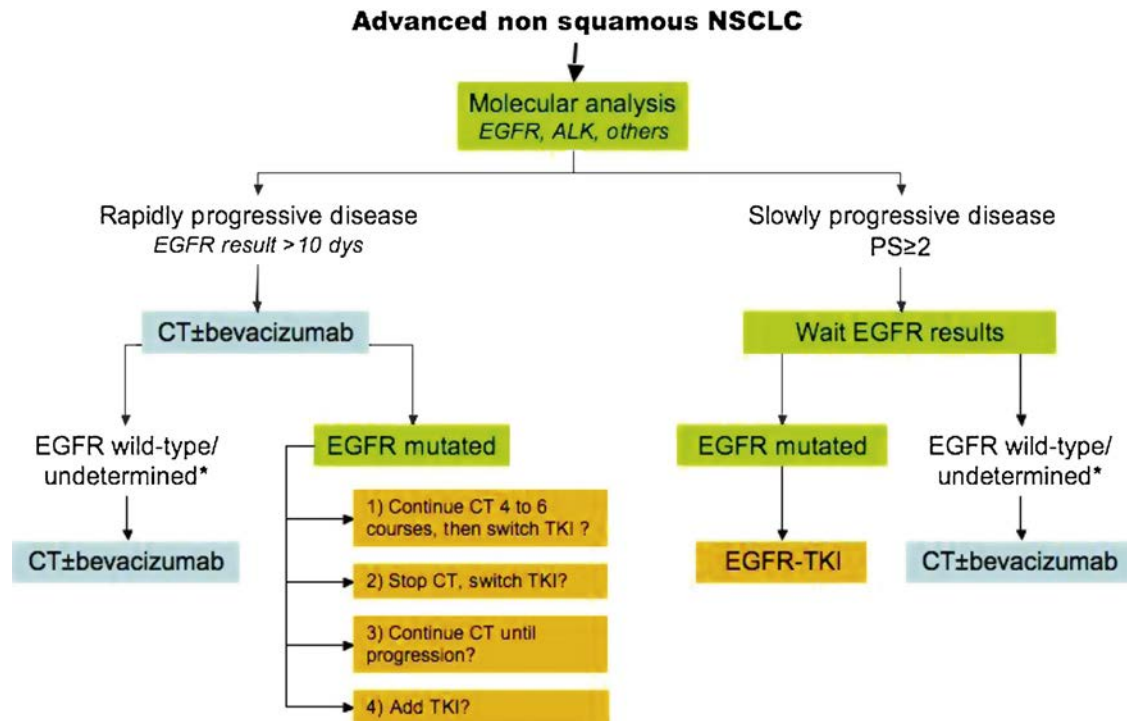 Advanced non squamous NSCLC
Molecular analysis
EGFR, ALK, others
Rapidly progressive disease
EGFR result >10 dys
Slowly progressive disease
PS≥2
CT±bevacizumab
Wait EGFR results
EGFR wild-type/
undetermined*
EGFR mutated
EGFR mutated
EGFR wild-type/
undetermined*
CT±bevacizumab
1) Continue CT 4 to 6
courses, then switch TKI ?
2) Stop CT, switch TKI?
3) Continue CT until
progression?
4) Add TKI?
EGFR-TKI
CT±bevacizumab